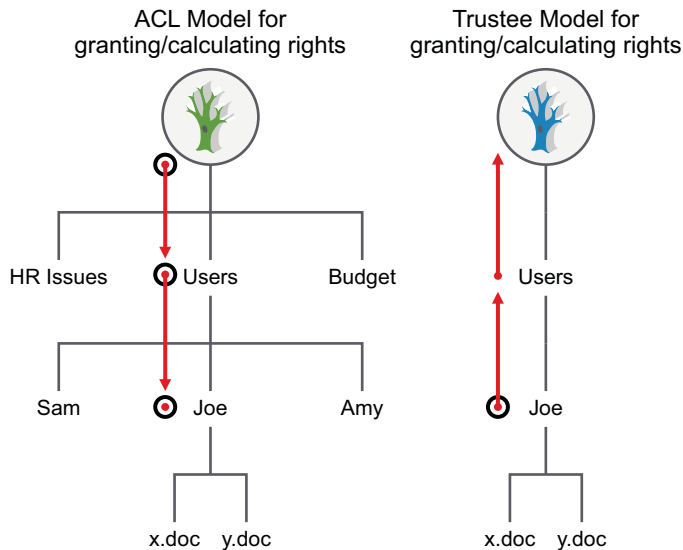 ACL Model for
granting/calculating rights
Trustee Model for
granting/calculating rights
HR Issues
Users
Budget
Users
Sam
Joe
Amy
Joe
x.doc
y.doc
x.doc
y.doc